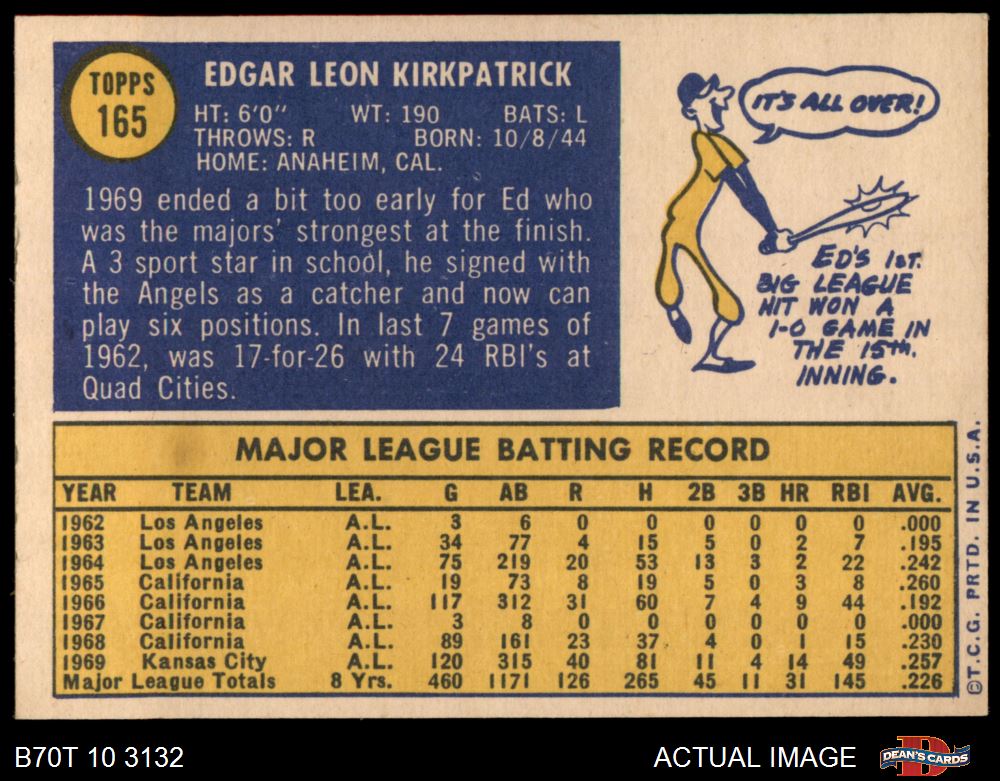 TOPPS
165
EDGAR LEON KIRKPATRICK
HT: 6'0" WT: 190 BATS: L
THROWS: R BORN: 10/8/44
HOME: ANAHEIM, CAL.
1969 ended a bit too early for Ed who
was the majors' strongest at the finish.
A 3 sport star in school, he signed with
the Angels as a catcher and now can
play six positions. In last 7 games of
1962, was 17-for-26 with 24 RBI's at
Quad Cities.
IT'S ALL OVER!
ED'S 1ST.
BIG LEAGUE
HIT WON A
1-0 GAME IN
THE 15th.
INNING.
MAJOR LEAGUE BATTING RECORD
YEAR TEAM LEA. G AB R H 2B 3B HR RBI AVG.
1962 Los Angeles A.L. 3 6 0 0 0 0 0 0 .000
1963 Los Angeles A.L. 34 77 4 15 5 0 2 7 .195
1964 Los Angeles A.L. 75 219 20 53 13 3 2 22 .242
1965 California A.L. 19 73 8 19 5 0 3 8 .260
1966 California A.L. 117 312 31 60 7 4 9 44 .192
1967 California A.L. 3 8 0 0 0 0 0 0 .000
1968 California A.L. 89 161 23 37 4 0 1 15 .230
1969 Kansas City A.L. 120 315 40 81 11 4 14 49 .257
Major League Totals 8 Yrs. 460 1171 126 265 45 11 31 145 .226
©T.C.G. PRTD. IN U.S.A.
B70T 10 3132
ACTUAL IMAGE
DEAN'S CARDS